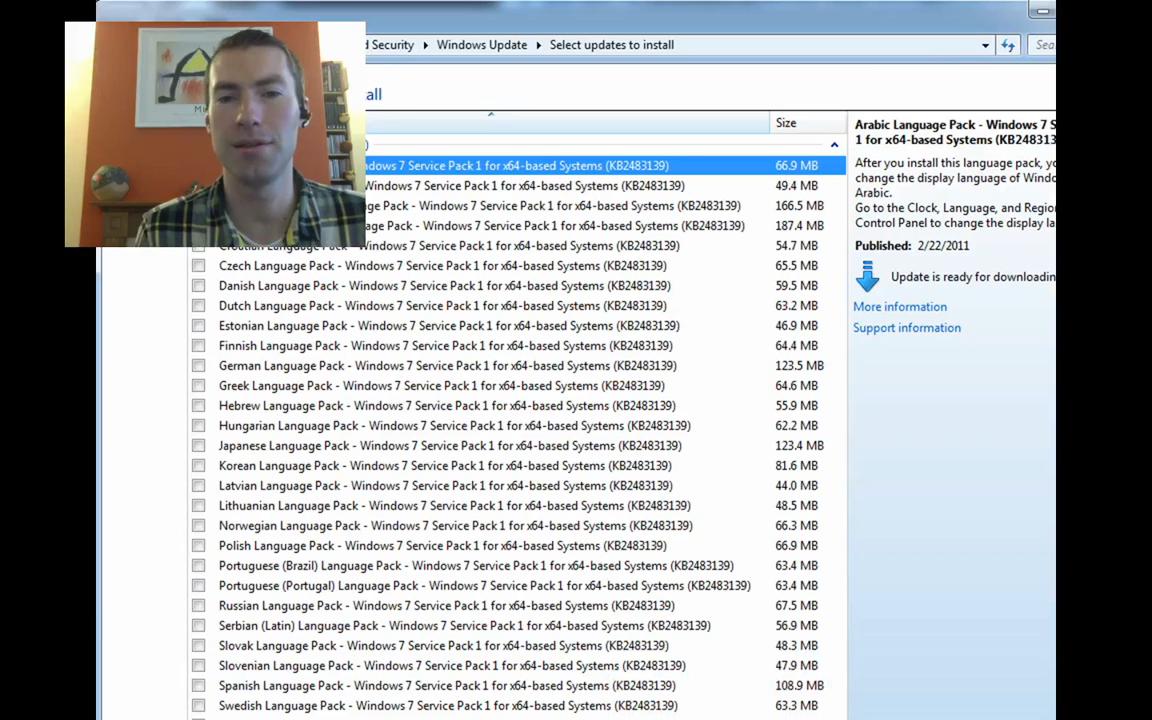 d Security ▸ Windows Update ▸ Select updates to install
Sea
all
Size
Mi
)
dows 7 Service Pack 1 for x64-based Systems (KB2483139) 66.9 MB
Windows 7 Service Pack 1 for x64-based Systems (KB2483139) 49.4 MB
ge Pack - Windows 7 Service Pack 1 for x64-based Systems (KB2483139) 166.5 MB
age Pack - Windows 7 Service Pack 1 for x64-based Systems (KB2483139) 187.4 MB
Croatian Language Pack - Windows 7 Service Pack 1 for x64-based Systems (KB2483139) 54.7 MB
Czech Language Pack - Windows 7 Service Pack 1 for x64-based Systems (KB2483139) 65.5 MB
Danish Language Pack - Windows 7 Service Pack 1 for x64-based Systems (KB2483139) 59.5 MB
Dutch Language Pack - Windows 7 Service Pack 1 for x64-based Systems (KB2483139) 63.2 MB
Estonian Language Pack - Windows 7 Service Pack 1 for x64-based Systems (KB2483139) 46.9 MB
Finnish Language Pack - Windows 7 Service Pack 1 for x64-based Systems (KB2483139) 64.4 MB
German Language Pack - Windows 7 Service Pack 1 for x64-based Systems (KB2483139) 123.5 MB
Greek Language Pack - Windows 7 Service Pack 1 for x64-based Systems (KB2483139) 64.6 MB
Hebrew Language Pack - Windows 7 Service Pack 1 for x64-based Systems (KB2483139) 55.9 MB
Hungarian Language Pack - Windows 7 Service Pack 1 for x64-based Systems (KB2483139) 62.2 MB
Japanese Language Pack - Windows 7 Service Pack 1 for x64-based Systems (KB2483139) 123.4 MB
Korean Language Pack - Windows 7 Service Pack 1 for x64-based Systems (KB2483139) 81.6 MB
Latvian Language Pack - Windows 7 Service Pack 1 for x64-based Systems (KB2483139) 44.0 MB
Lithuanian Language Pack - Windows 7 Service Pack 1 for x64-based Systems (KB2483139) 48.5 MB
Norwegian Language Pack - Windows 7 Service Pack 1 for x64-based Systems (KB2483139) 66.3 MB
Polish Language Pack - Windows 7 Service Pack 1 for x64-based Systems (KB2483139) 66.9 MB
Portuguese (Brazil) Language Pack - Windows 7 Service Pack 1 for x64-based Systems (KB2483139) 63.4 MB
Portuguese (Portugal) Language Pack - Windows 7 Service Pack 1 for x64-based Systems (KB2483139) 63.4 MB
Russian Language Pack - Windows 7 Service Pack 1 for x64-based Systems (KB2483139) 67.5 MB
Serbian (Latin) Language Pack - Windows 7 Service Pack 1 for x64-based Systems (KB2483139) 56.9 MB
Slovak Language Pack - Windows 7 Service Pack 1 for x64-based Systems (KB2483139) 48.3 MB
Slovenian Language Pack - Windows 7 Service Pack 1 for x64-based Systems (KB2483139) 47.9 MB
Spanish Language Pack - Windows 7 Service Pack 1 for x64-based Systems (KB2483139) 108.9 MB
Swedish Language Pack - Windows 7 Service Pack 1 for x64-based Systems (KB2483139) 63.3 MB
Arabic Language Pack - Windows 7 S
1 for x64-based Systems (KB248313
After you install this language pack, yo
change the display language of Windo
Arabic.
Go to the Clock, Language, and Regio
Control Panel to change the display la
Published: 2/22/2011
Update is ready for downloadin
More information
Support information